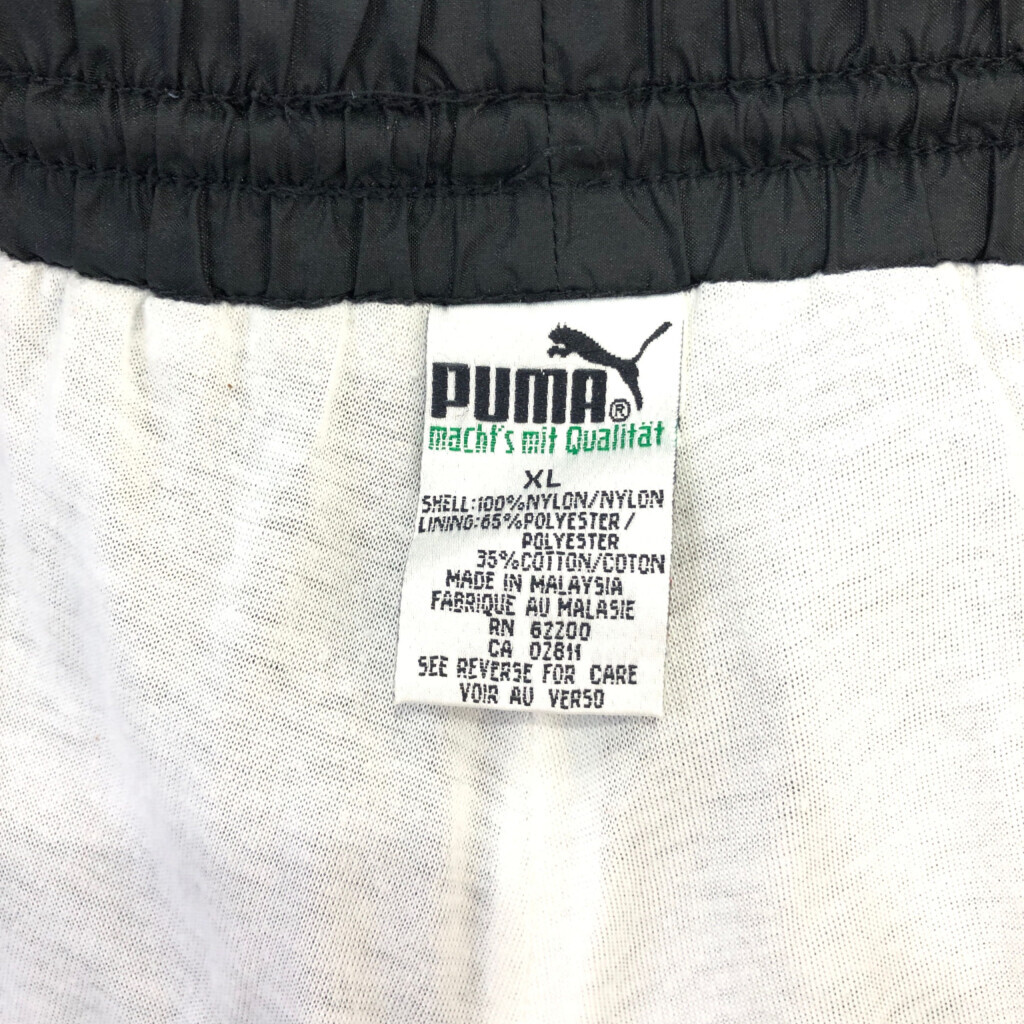 PUMA®
macht's mit Qualität
XL
SHELL:100%NYLON/NYLON
LINING:65%POLYESTER/
POLYESTER
35%COTTON/COTON
MADE IN MALAYSIA
FABRIQUE AU MALASIE
RN 62200
CA 02811
SEE REVERSE FOR CARE
VOIR AU VERSO